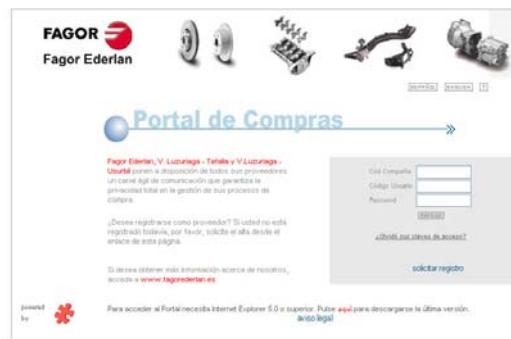 FAGOR
Fagor Ederlan
ESPAÑOL ENGLISH ?
Portal de Compras
Fagor Ederlan, V. Luzuriaga - Tafalla y V.Luzuriaga -
Usurbil ponen a disposición de todos sus proveedores
un canal ágil de comunicación que garantiza la
privacidad total en la gestión de sus procesos de
compra.
¿Desea registrarse como proveedor? Si usted no está
registrado todavía, por favor, solicite el alta desde el
enlace de esta página.
Si desea obtener más información acerca de nosotros,
acceda a www.fagorederlan.es
Cód. Compañía
Código Usuario
Password
¿Olvidó sus claves de acceso?
solicitar registro
powered
by
Para acceder al Portal necesita Internet Explorer 5.0 o superior. Pulse aquí para descargarse la última versión.
aviso legal